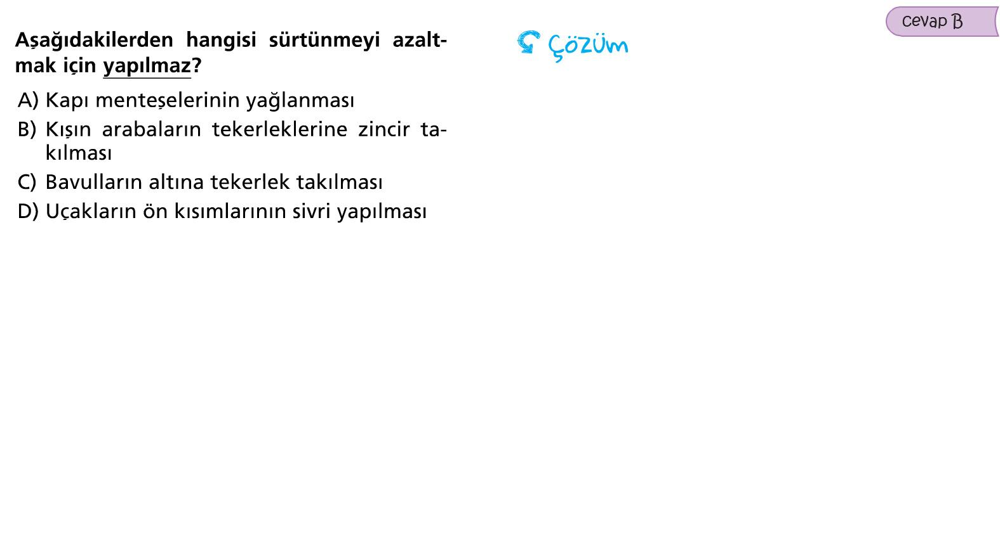 Aşağıdakilerden hangisi sürtünmeyi azalt-
mak için yapılmaz?
A) Kapı menteşelerinin yağlanması
B) Kışın arabaların tekerleklerine zincir ta-
kılması
C) Bavulların altına tekerlek takılması
D) Uçakların ön kısımlarının sivri yapılması
Çözüm
cevap B